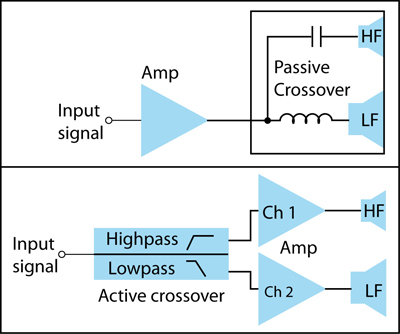 HF
Amp
Passive
Crossover
Input
signal
LF
Ch 1
HF
Highpass
Input
signal
Amp
Lowpass
Ch 2
LF
Active crossover